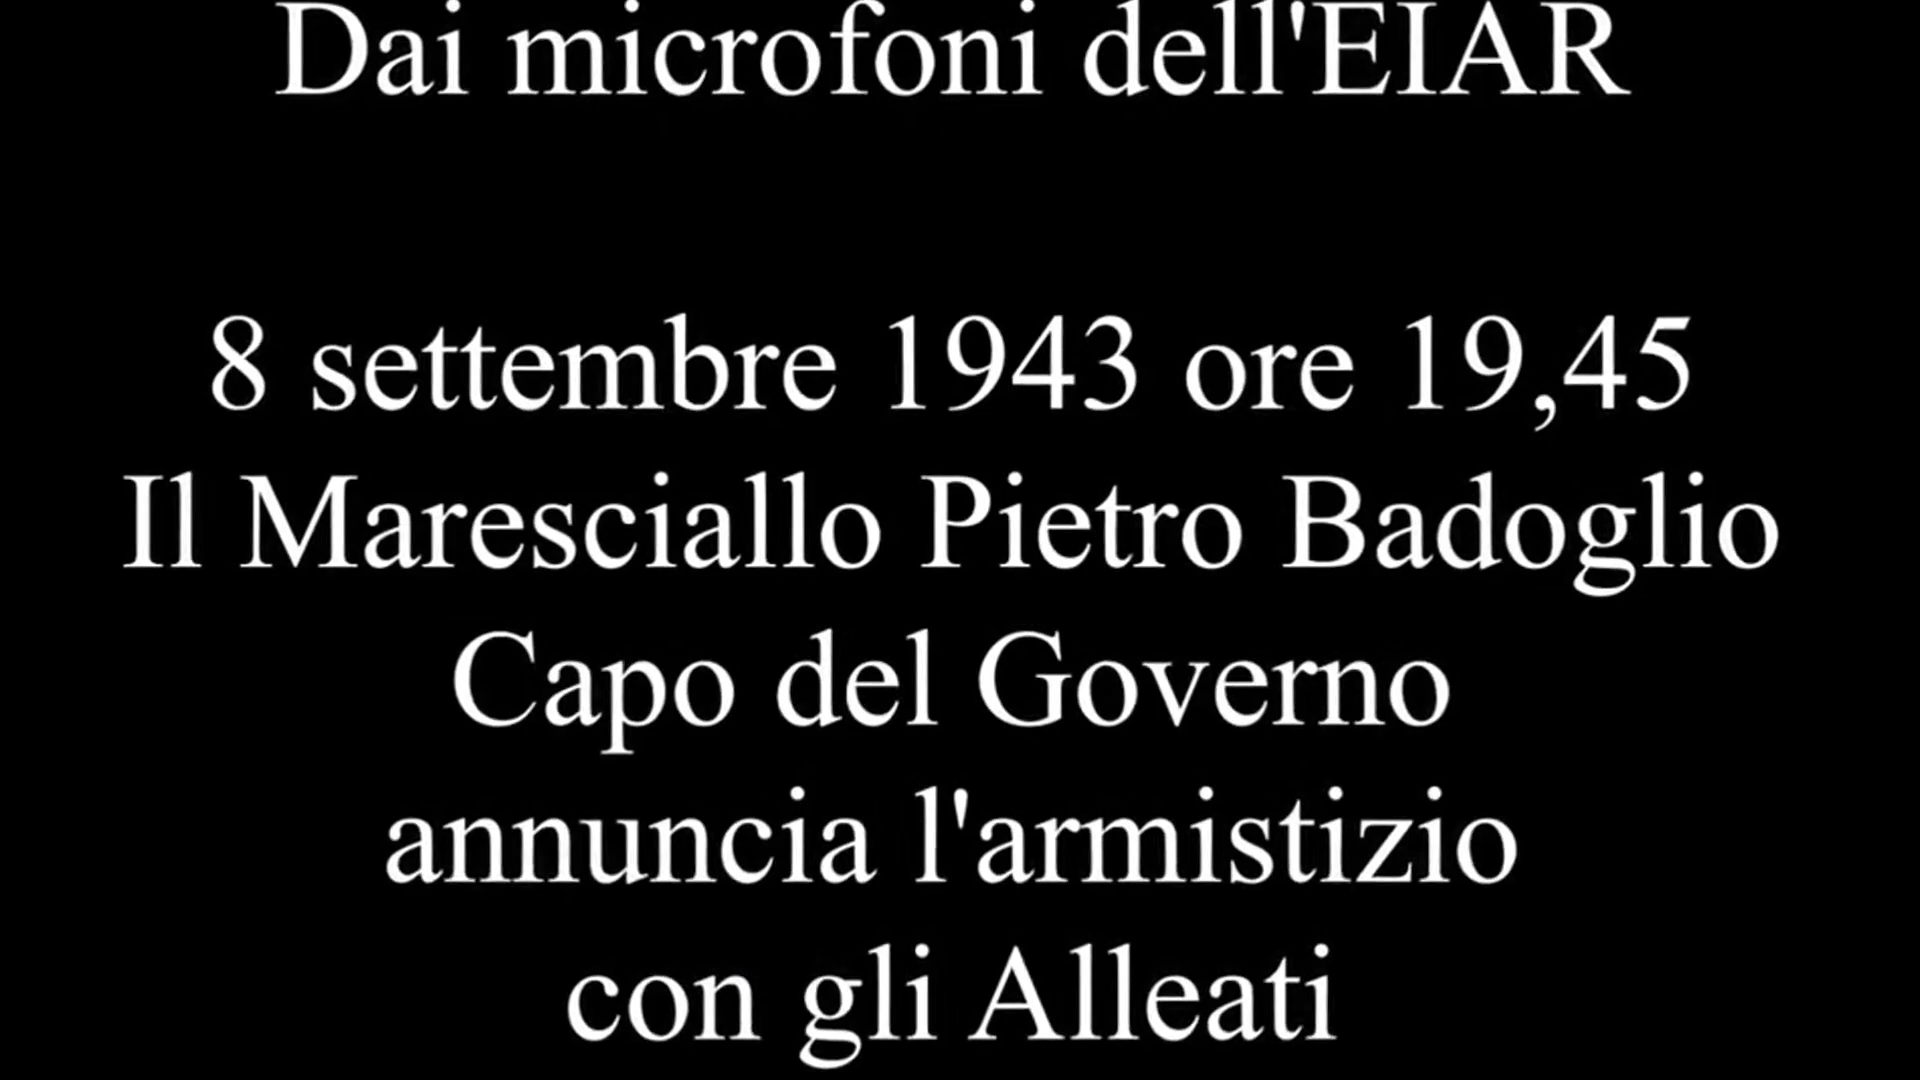 Dai microfoni dell'EIAR
8 settembre 1943 ore 19,45
Il Maresciallo Pietro Badoglio
Capo del Governo
annuncia l'armistizio
con gli Alleati